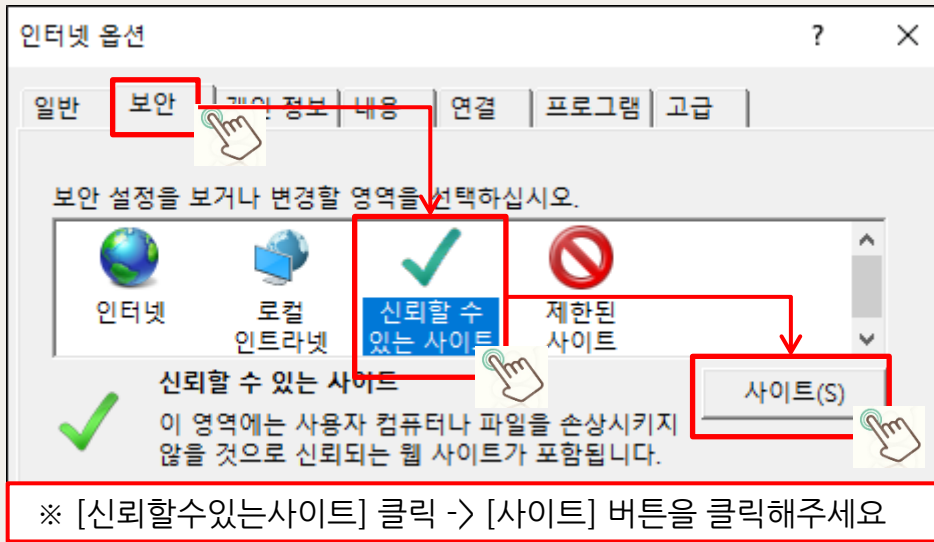 인터넷 옵션
?
일반 보안 개인 정보 내용 연결 프로그램 고급
보안 설정을 보거나 변경할 영역을 선택하십시오.
인터넷
로컬
인트라넷
신뢰할 수
있는 사이트
제한된
사이트
신뢰할 수 있는 사이트
사이트(S)
이 영역에는 사용자 컴퓨터나 파일을 손상시키지
않을 것으로 신뢰되는 웹 사이트가 포함됩니다.
※ [신뢰할수있는사이트] 클릭 -> [사이트] 버튼을 클릭해주세요